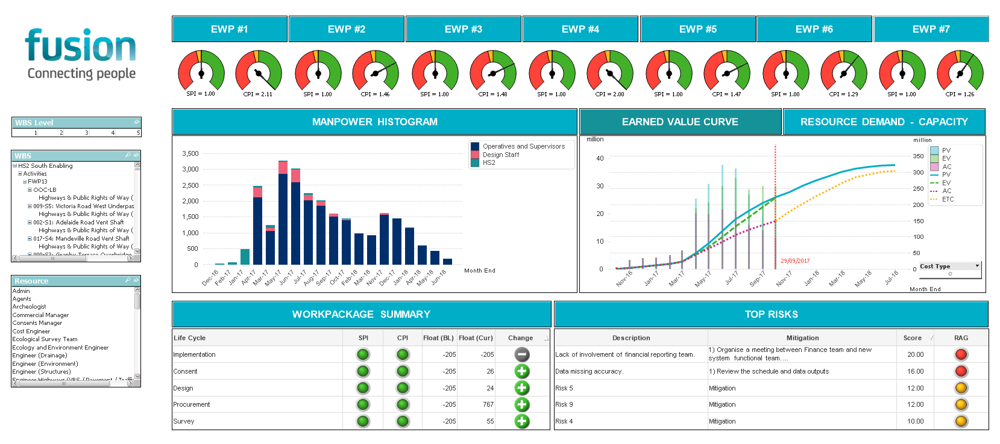 fusion
Connecting people
EWP #1
EWP #2
EWP #3
EWP #4
EWP #5
EWP #6
EWP #7
SPI = 1.00
CPI = 2.11
SPI = 1.00
CPI = 1.46
SPI = 1.00
CPI = 1.48
SPI = 1.00
CPI = 2.00
SPI = 1.00
CPI = 1.47
SPI = 1.00
CPI = 1.29
SPI = 1.00
CPI = 1.26
WBS Level
1 2 3 4 5
WBS
HS2 South Enabling
Activities
FWP13
OOC-LB
Highways & Public Rights of Way (
009-S5: Victoria Road West Underpas
Highways & Public Rights of Way (
002-S1: Adelaide Road Vent Shaft
Highways & Public Rights of Way (
017-S4: Mandeville Road Vent Shaft
Highways & Public Rights of Way (
Resource
Admin
Agents
Archeologist
Commercial Manager
Consents Manager
Cost Engineer
Ecological Survey Team
Ecology and Environment Engineer
Engineer (Drainage)
Engineer (Environment)
Engineer (Structures)
MANPOWER HISTOGRAM
Operatives and Supervisors
Design Staff
HS2
3,500
3,000
2,500
2,000
1,500
1,000
500
0
Dec-16
Feb-17
Jan-17
Apr-17
Mar-17
May-17
Jun-17
Jul-17
Aug-17
Sep-17
Oct-17
Feb-18
Mar-18
Nov-17
Dec-17
Jan-18
Apr-18
May-18
Jun-18
Month End
EARNED VALUE CURVE
RESOURCE DEMAND - CAPACITY
million
40
30
20
10
0
million
350
300
250
200
150
100
50
0
PV
EV
AC
PV
EV
AC
ETC
29/09/2017
Cost Type
Nov-16
Jan-17
Mar-17
May-17
Jul-17
Sep-17
Nov-17
Jan-18
Mar-18
May-18
Jul-18
Month End
WORKPACKAGE SUMMARY
Life Cycle SPI CPI Float (BL) Float (Cur) Change
Implementation -205 -205
Consent -205 26
Design -205 24
Procurement -205 767
Survey -205 55
TOP RISKS
Description Mitigation Score RAG
Lack of involvement of financial reporting team. 1) Organise a meeting between Finance team and new 20.00
system functional team. ...
Data missing accuracy. 1) Review the schedule and data outputs 16.00
Risk 5 Mitigation 12.00
Risk 9 Mitigation 12.00
Risk 4 Mitigation 10.00